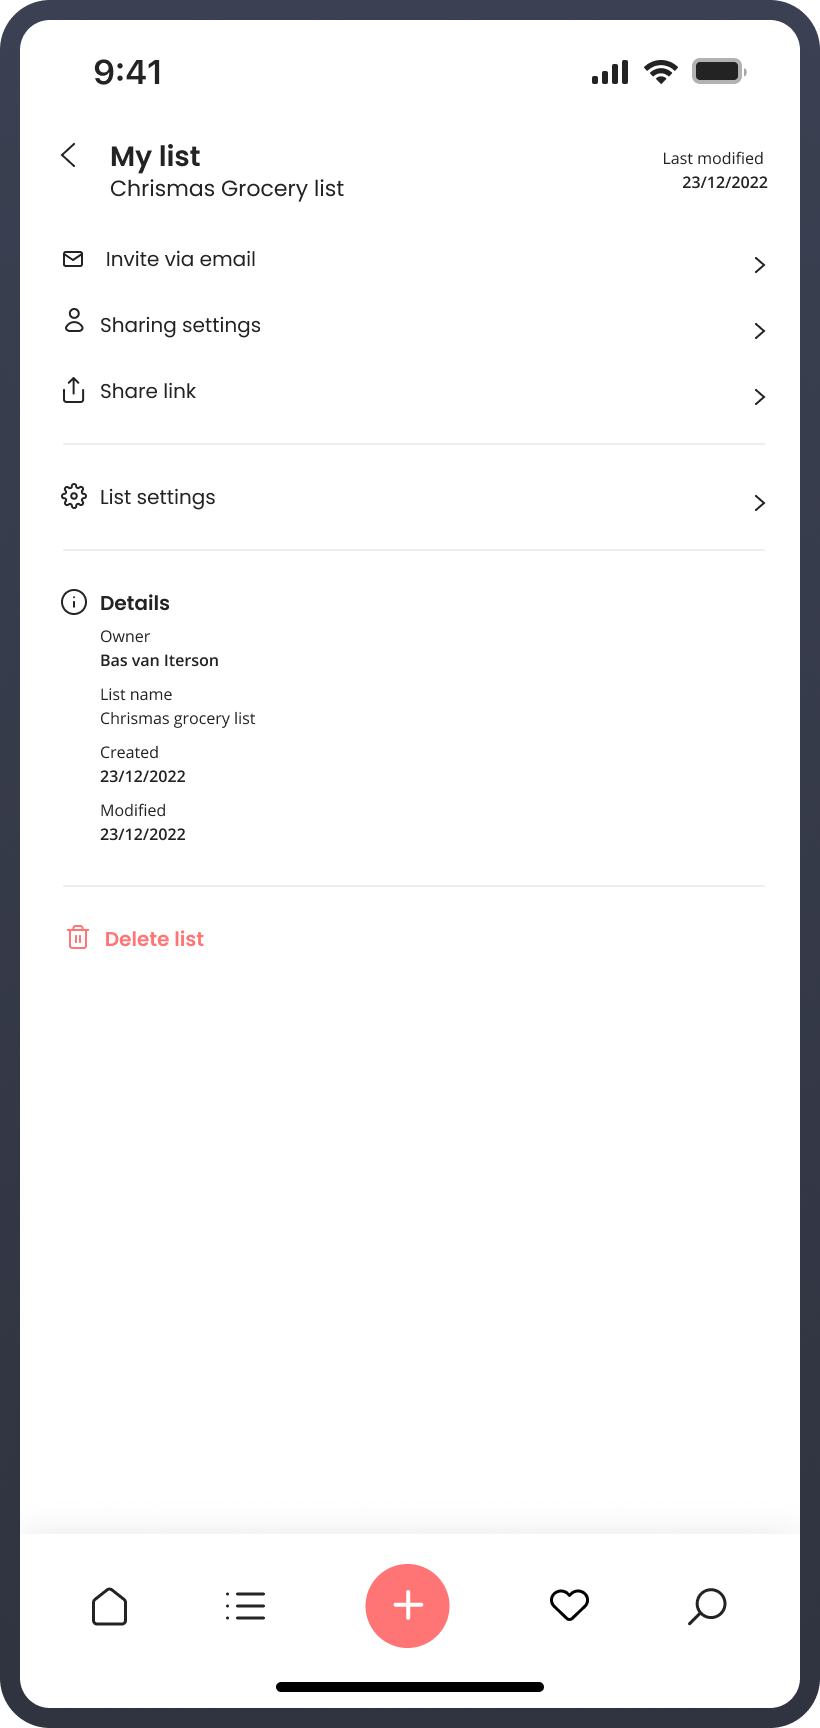 9:41
My list
Chrismas Grocery list
Last modified
23/12/2022
Invite via email
Sharing settings
Share link
List settings
Details
Owner
Bas van Iterson
List name
Chrismas grocery list
Created
23/12/2022
Modified
23/12/2022
Delete list